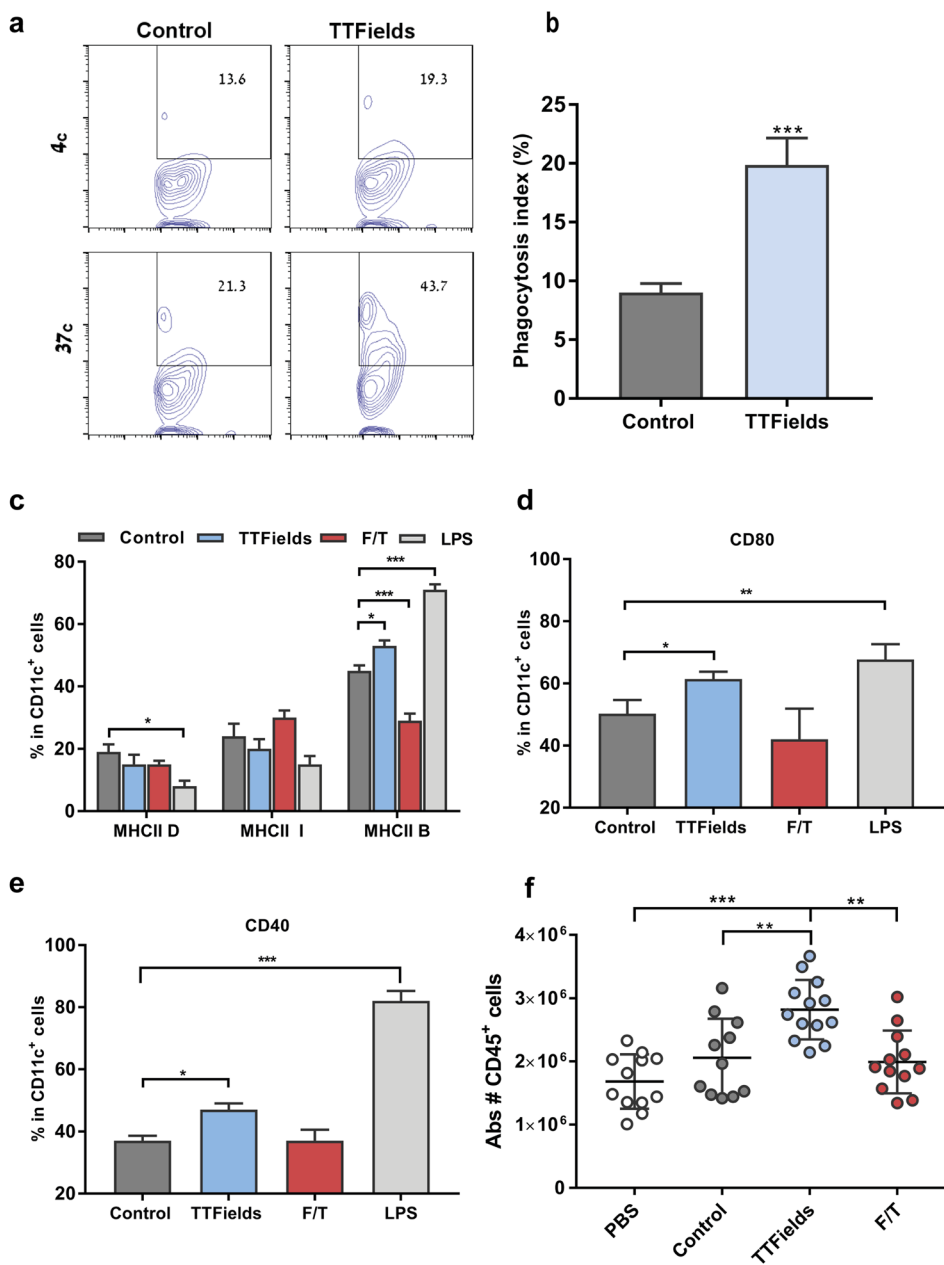 a
Control TTFields
4c
13.6 19.3
37c
21.3 43.7
b
Phagocytosis index (%)
25
20
15
10
5
0
***
Control TTFields
c
Control TTFields F/T LPS
% in CD11c+ cells
80
60
40
20
0
*
***
***
*
MHCII D MHCII I MHCII B
d
CD80
% in CD11c+ cells
100
80
60
40
20
**
*
Control TTFields F/T LPS
e
CD40
% in CD11c+ cells
100
80
60
40
20
***
*
Control TTFields F/T LPS
f
Abs # CD45+ cells
4×10⁶
3×10⁶
2×10⁶
1×10⁶
0
*** **
**
PBS Control TTFields F/T